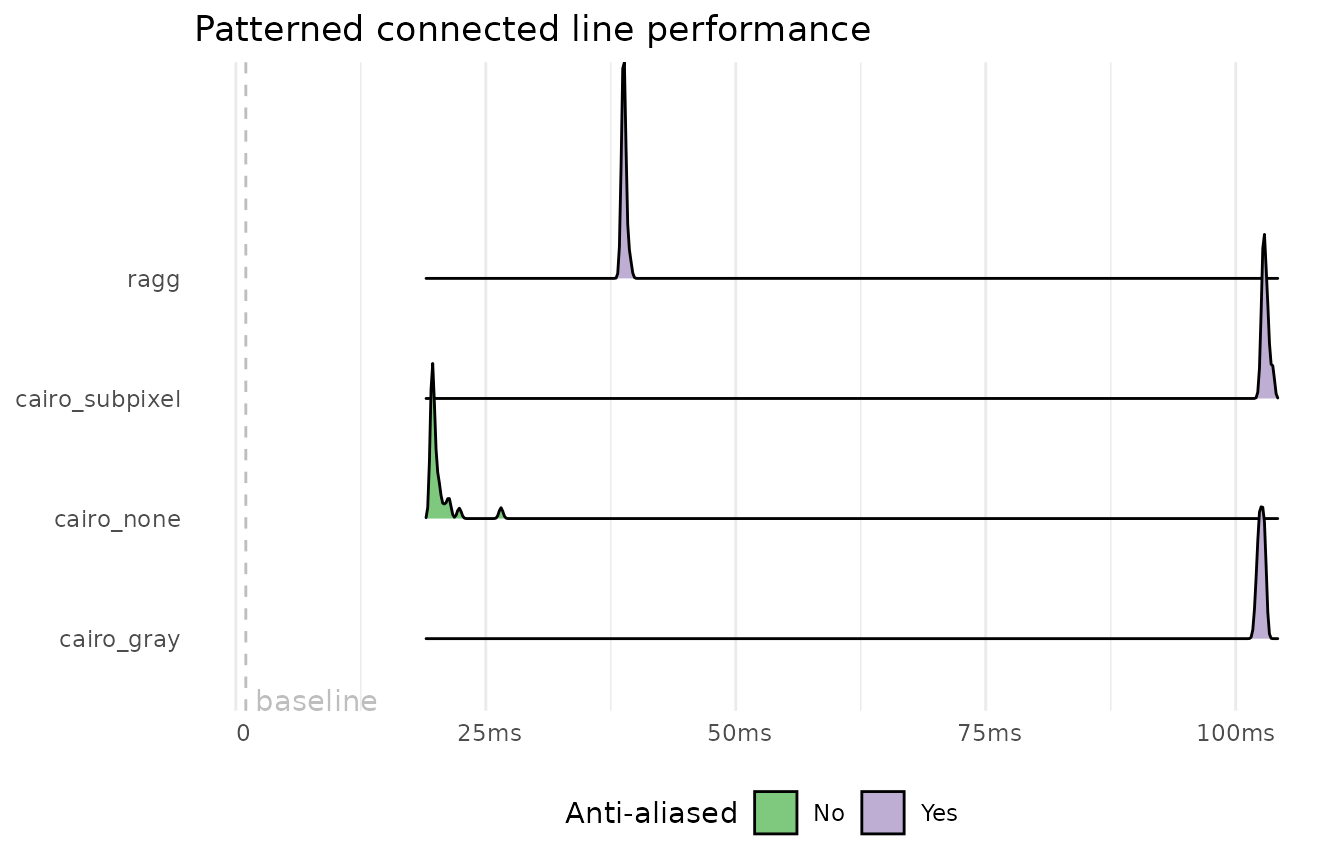 Patterned connected line performance
ragg
cairo_subpixel
cairo_none
cairo_gray
baseline
0 25ms 50ms 75ms 100ms
Anti-aliased No Yes